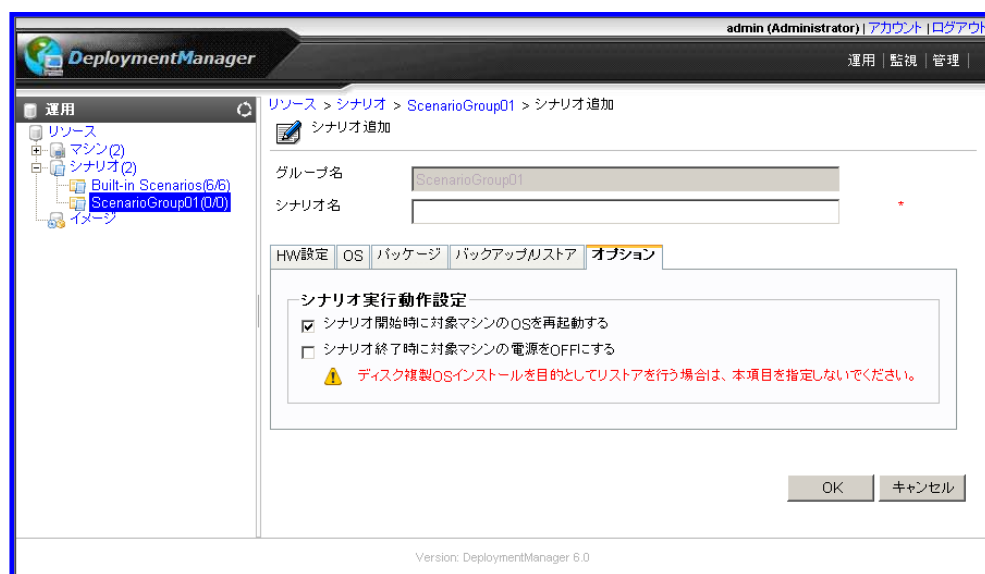 admin (Administrator) | アカウント | ログアウト
DeploymentManager
運用 | 監視 | 管理 |
運用
リソース
マシン(2)
シナリオ(2)
Built-in Scenarios(6/6)
ScenarioGroup01(0/0)
イメージ
リソース > シナリオ > ScenarioGroup01 > シナリオ追加
シナリオ追加
グループ名 ScenarioGroup01
シナリオ名 *
HW設定 OS パッケージ バックアップ/リストア オプション
シナリオ実行動作設定
シナリオ開始時に対象マシンのOSを再起動する
シナリオ終了時に対象マシンの電源をOFFにする
ディスク複製OSインストールを目的としてリストアを行う場合は、本項目を指定しないでください。
OK キャンセル
Version: DeploymentManager 6.0